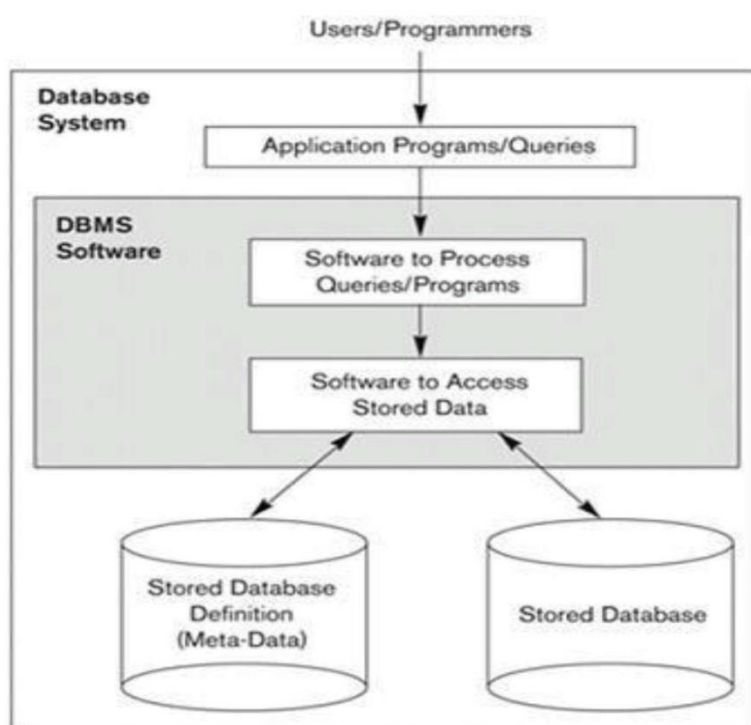 Users/Programmers
Database
System
Application Programs/Queries
DBMS
Software
Software to Process
Queries/Programs
Software to Access
Stored Data
Stored Database
Definition
(Meta-Data)
Stored Database